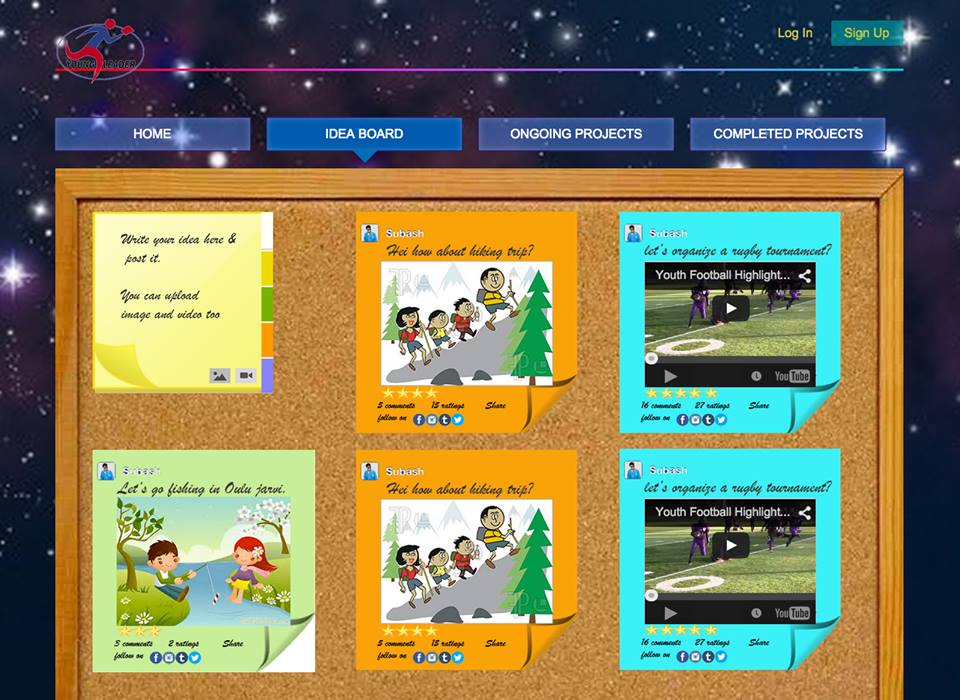 YOUNG LEADER
Log In
Sign Up
HOME
IDEA BOARD
ONGOING PROJECTS
COMPLETED PROJECTS
Write your idea here &
post it.
You can upload
image and video too
Subash
Hei how about hiking trip?
5 comments 15 ratings Share
follow on
Subash
let's organize a rugby tournament?
Youth Football Highlight...
YouTube
16 comments 27 ratings Share
follow on
Subash
Let's go fishing in Oulu jarvi.
3 comments 2 ratings Share
follow on
Subash
Hei how about hiking trip?
5 comments 15 ratings Share
follow on
Subash
let's organize a rugby tournament?
Youth Football Highlight...
YouTube
16 comments 27 ratings Share
follow on